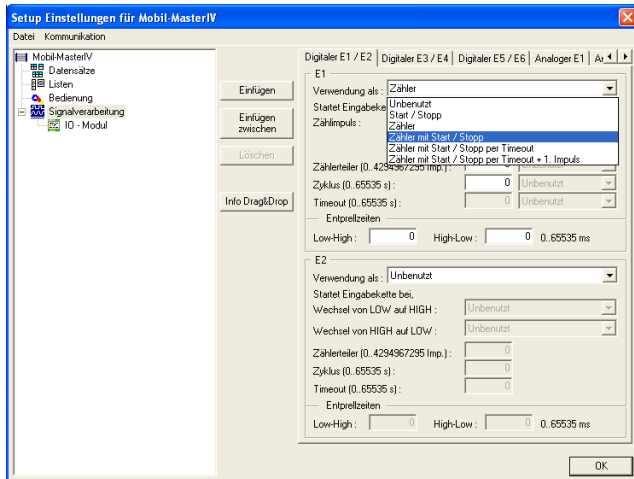 Setup Einstellungen für Mobil-MasterIV
Datei Kommunikation
Mobil-MasterIV
Datensätze
Listen
Bedienung
Signalverarbeitung
IO - Modul
Einfügen
Einfügen zwischen
Löschen
Info Drag&Drop
Digitaler E1 / E2 Digitaler E3 / E4 Digitaler E5 / E6 Analoger E1
E1
Verwendung als : Zähler
Startet Eingabeke
Zählimpuls :
Unbenutzt
Start / Stopp
Zähler
Zähler mit Start / Stopp
Zähler mit Start / Stopp per Timeout
Zähler mit Start / Stopp per Timeout + 1. Impuls
Zählerteiler (0..4294967295 Imp.) : 0 Unbenutzt
Zyklus (0..65535 s) : 0 Unbenutzt
Timeout (0..65535 s) : 0 Unbenutzt
Entprellzeiten
Low-High : 0 High-Low : 0 0..65535 ms
E2
Verwendung als : Unbenutzt
Startet Eingabekette bei,
Wechsel von LOW auf HIGH : Unbenutzt
Wechsel von HIGH auf LOW : Unbenutzt
Zählerteiler (0..4294967295 Imp.) : 0
Zyklus (0..65535 s) : 0
Timeout (0..65535 s) : 0
Entprellzeiten
Low-High : 0 High-Low : 0 0..65535 ms
OK